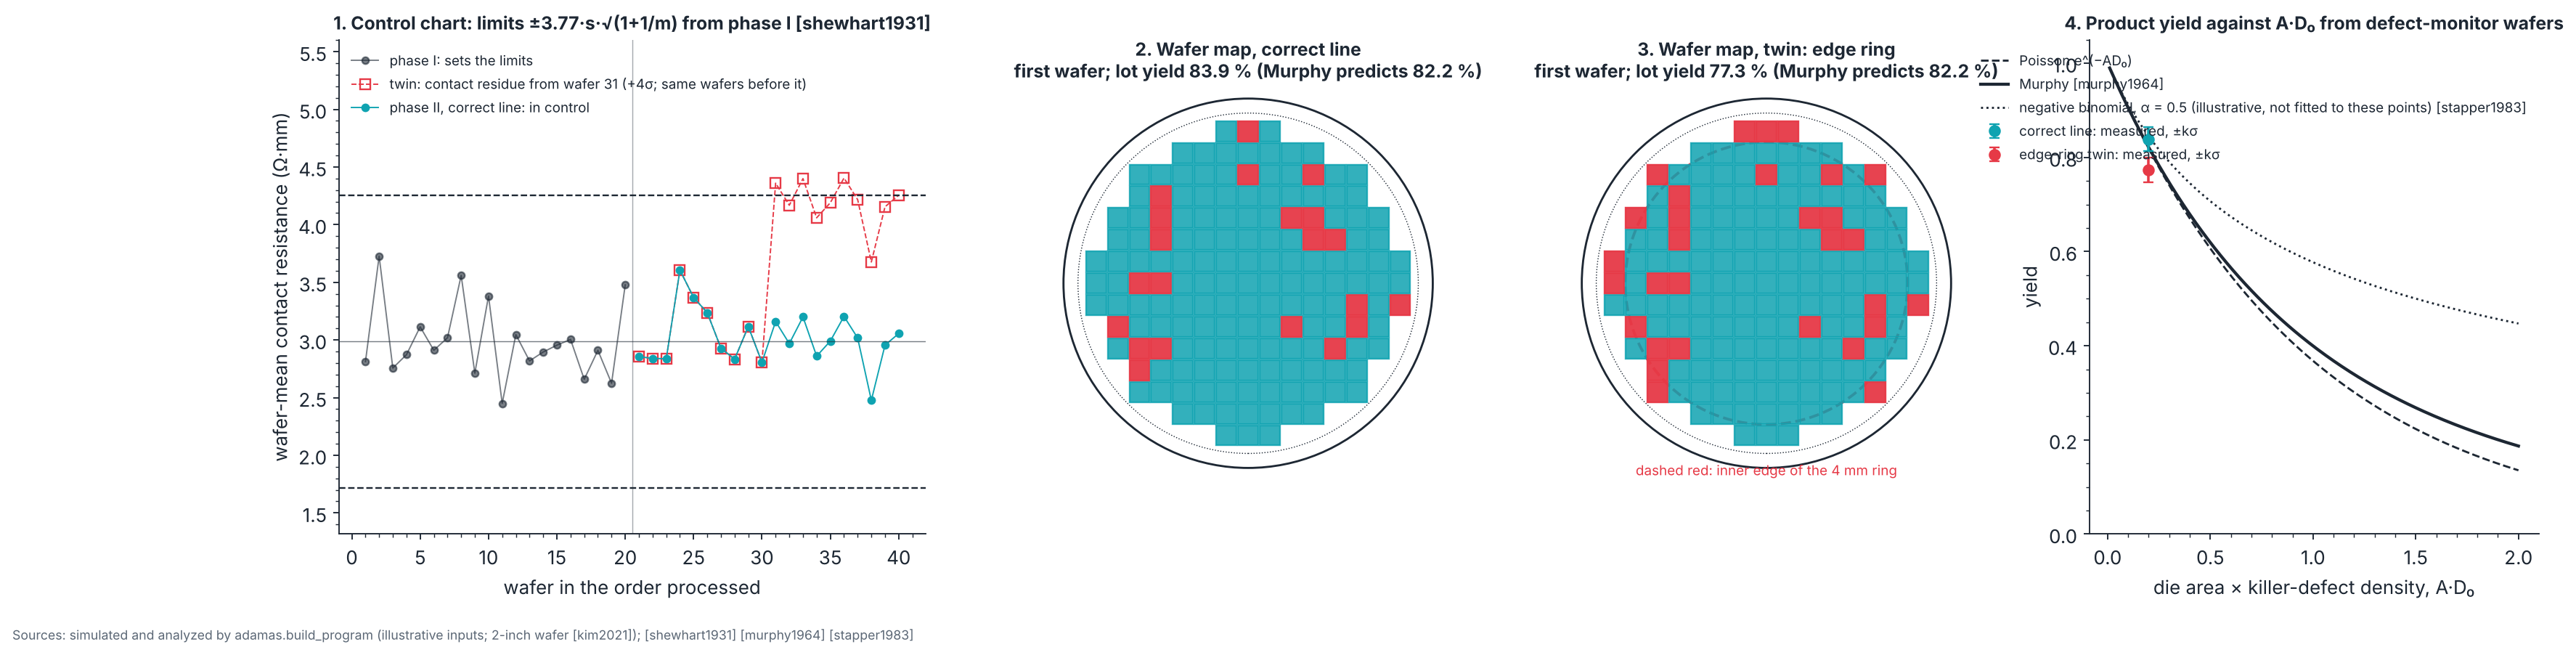 1. Control chart: limits ±3.77·s·√(1+1/m) from phase I [shewhart1931]
5.5
5.0
4.5
4.0
3.5
3.0
2.5
2.0
1.5
wafer-mean contact resistance (Ω·mm)
phase I: sets the limits
twin: contact residue from wafer 31 (+4σ; same wafers before it)
phase II, correct line: in control
0
5
10
15
20
25
30
35
40
wafer in the order processed
2. Wafer map, correct line
first wafer; lot yield 83.9 % (Murphy predicts 82.2 %)
3. Wafer map, twin: edge ring
first wafer; lot yield 77.3 % (Murphy predicts 82.2 %)
dashed red: inner edge of the 4 mm ring
4. Product yield against A·D₀ from defect-monitor wafers
Poisson e^(−AD₀)
Murphy [murphy1964]
negative binomial, α = 0.5 (illustrative, not fitted to these points) [stapper1983]
correct line: measured, ±kσ
edge-ring twin: measured, ±kσ
1.0
0.8
0.6
0.4
0.2
0.0
yield
0.0
0.5
1.0
1.5
2.0
die area × killer-defect density, A·D₀
Sources: simulated and analyzed by adamas.build_program (illustrative inputs; 2-inch wafer [kim2021]); [shewhart1931] [murphy1964] [stapper1983]